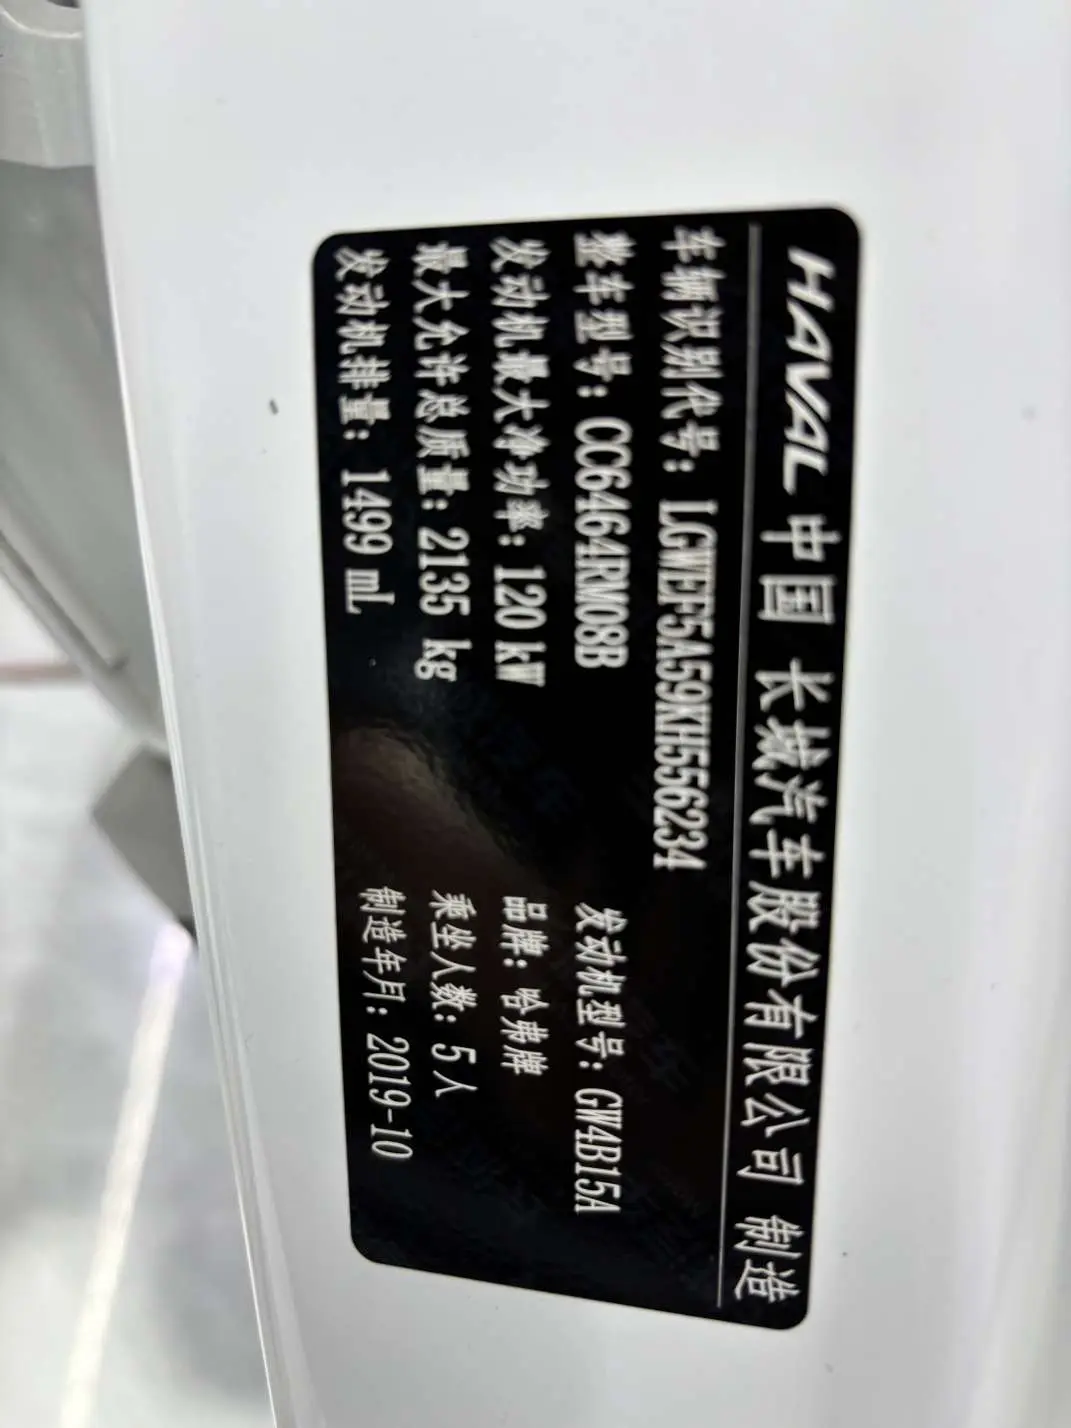 HAVAL 中国 长城汽车股份有限公司 制造
车辆识别代号：LGWEF5A59KH556234
整车型号：CC6464RM08B 发动机型号：GW4B15A
发动机最大净功率：120 kW 品牌：哈弗牌
最大允许总质量：2135 kg 乘坐人数：5 人
发动机排量：1499 mL 制造年月：2019-10